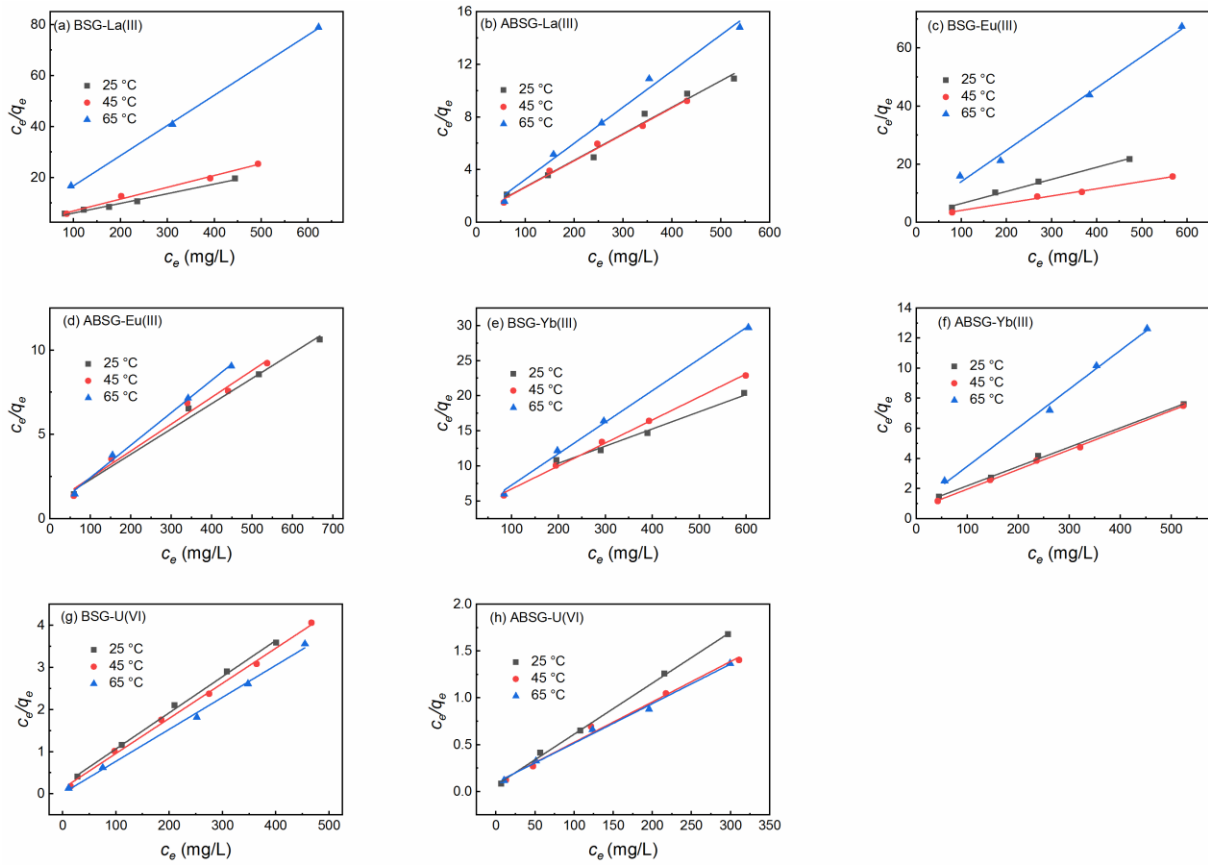 (a) BSG-La(III)
25 °C
45 °C
65 °C
80
60
40
20
100 200 300 400 500 600
c_e/q_e
c_e (mg/L)
(b) ABSG-La(III)
25 °C
45 °C
65 °C
16
12
8
4
0
0 100 200 300 400 500 600
c_e/q_e
c_e (mg/L)
(c) BSG-Eu(III)
25 °C
45 °C
65 °C
60
40
20
0
0 100 200 300 400 500 600
c_e/q_e
c_e (mg/L)
(d) ABSG-Eu(III)
25 °C
45 °C
65 °C
10
5
0
0 100 200 300 400 500 600 700
c_e/q_e
c_e (mg/L)
(e) BSG-Yb(III)
25 °C
45 °C
65 °C
30
25
20
15
10
5
0 100 200 300 400 500 600
c_e/q_e
c_e (mg/L)
(f) ABSG-Yb(III)
25 °C
45 °C
65 °C
14
12
10
8
6
4
2
0
0 100 200 300 400 500
c_e/q_e
c_e (mg/L)
(g) BSG-U(VI)
25 °C
45 °C
65 °C
4
3
2
1
0
0 100 200 300 400 500
c_e/q_e
c_e (mg/L)
(h) ABSG-U(VI)
25 °C
45 °C
65 °C
2.0
1.5
1.0
0.5
0.0
0 50 100 150 200 250 300 350
c_e/q_e
c_e (mg/L)